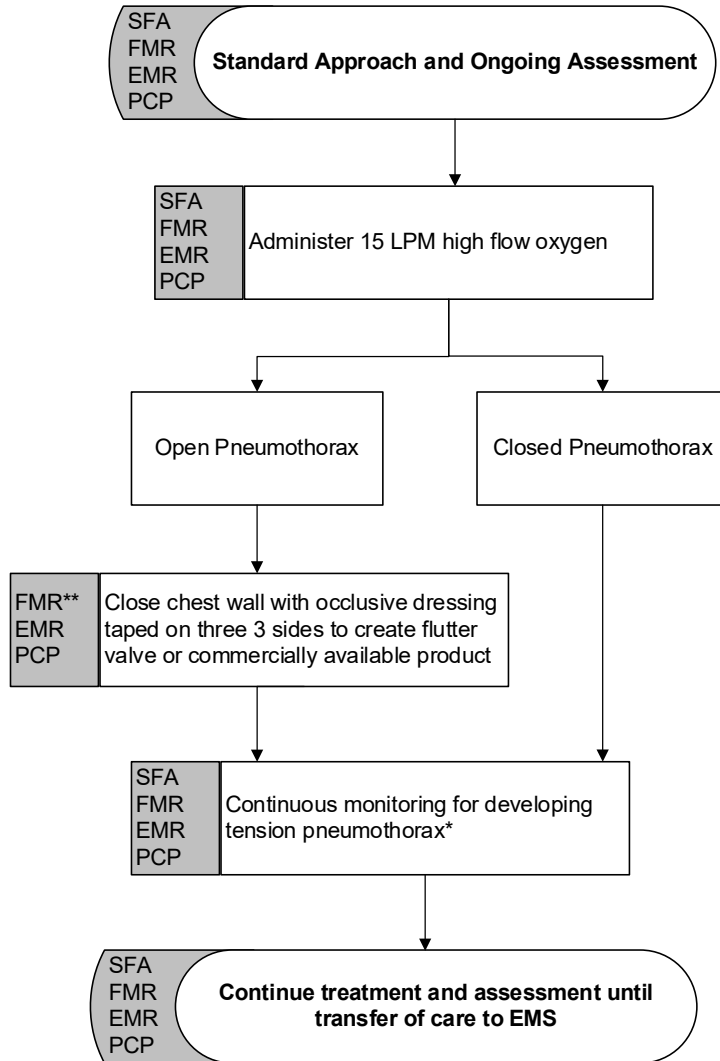 SFA
FMR
EMR
PCP
Standard Approach and Ongoing Assessment
SFA
FMR
EMR
PCP
Administer 15 LPM high flow oxygen
Open Pneumothorax
Closed Pneumothorax
FMR**
EMR
PCP
Close chest wall with occlusive dressing
taped on three 3 sides to create flutter
valve or commercially available product
SFA
FMR
EMR
PCP
Continuous monitoring for developing
tension pneumothorax*
SFA
FMR
EMR
PCP
Continue treatment and assessment until
transfer of care to EMS